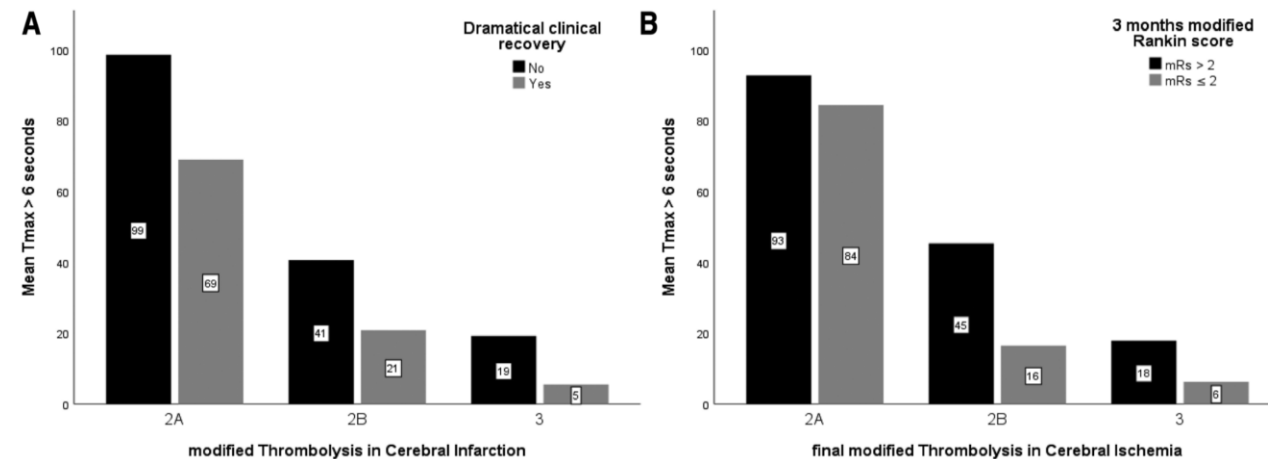 A
Dramatical clinical
recovery
No
Yes
Mean Tmax > 6 seconds
100
80
60
40
20
0
99
69
41
21
19
5
2A
2B
3
modified Thrombolysis in Cerebral Infarction
B
3 months modified
Rankin score
mRs > 2
mRs ≤ 2
Mean Tmax > 6 seconds
100
80
60
40
20
0
93
84
45
16
18
6
2A
2B
3
final modified Thrombolysis in Cerebral Ischemia